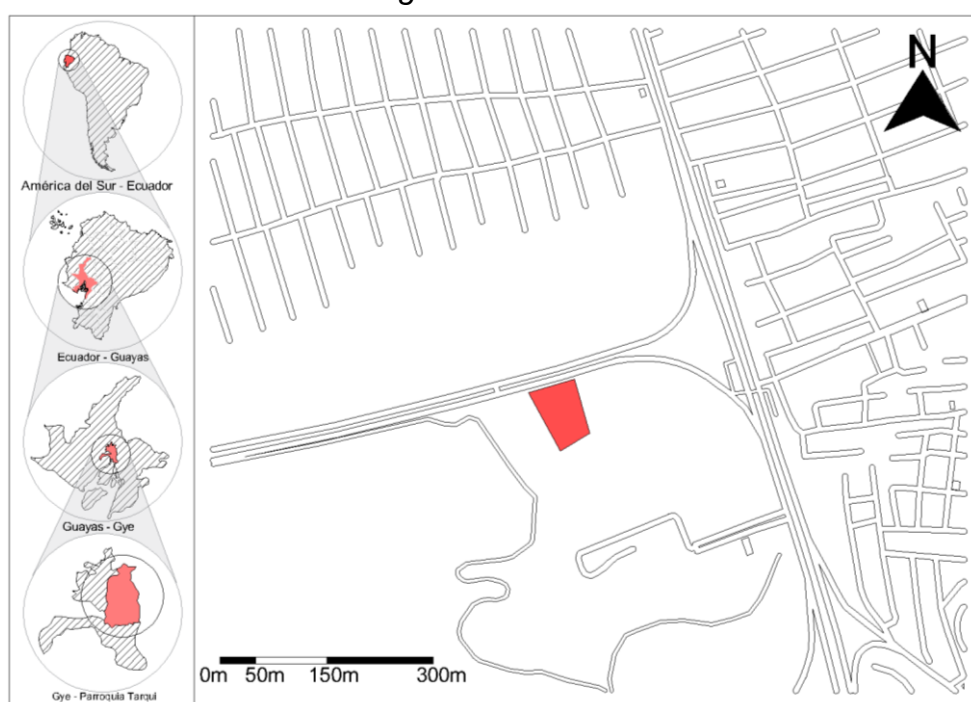 América del Sur - Ecuador
Ecuador - Guayas
Guayas - Gye
Gye - Parroquia Tarqui
N
0m 50m 150m 300m